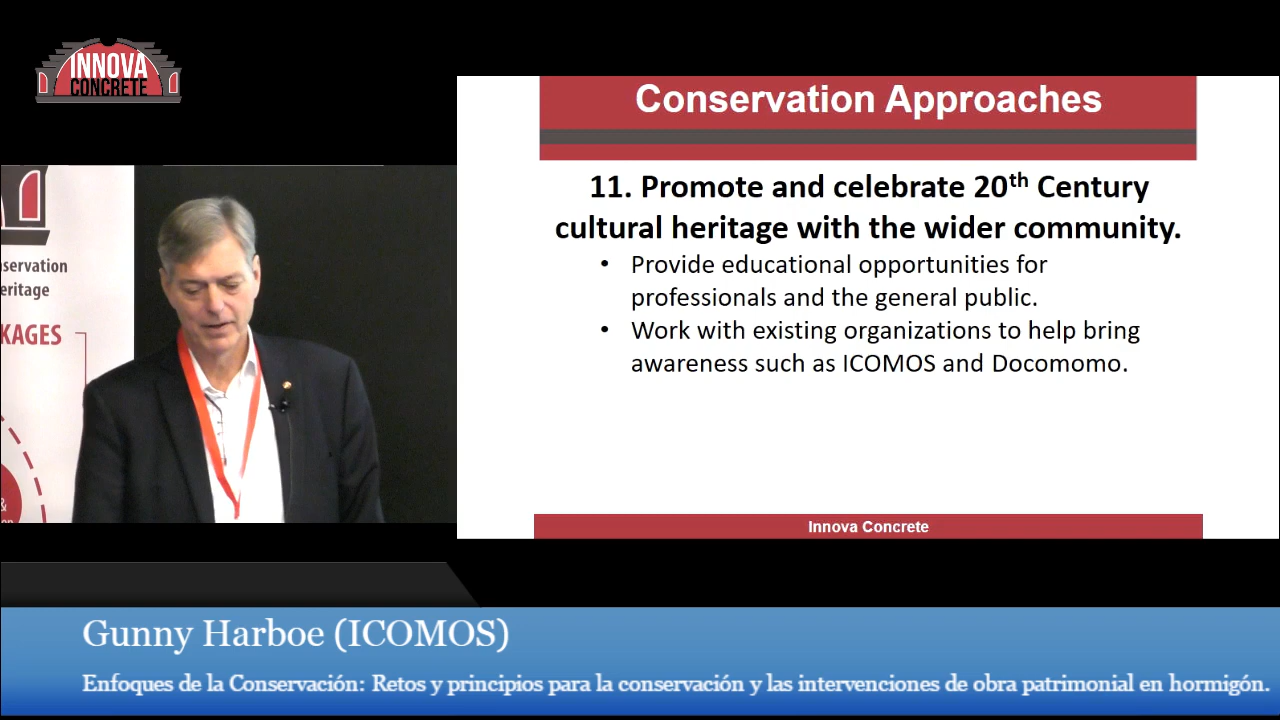 INNOVA
CONCRETE
Conservation Approaches
11. Promote and celebrate 20th Century
cultural heritage with the wider community.
• Provide educational opportunities for
professionals and the general public.
• Work with existing organizations to help bring
awareness such as ICOMOS and Docomomo.
Innova Concrete
nservation
eritage
KAGES
&
Gunny Harboe (ICOMOS)
Enfoques de la Conservación: Retos y principios para la conservación y las intervenciones de obra patrimonial en hormigón.